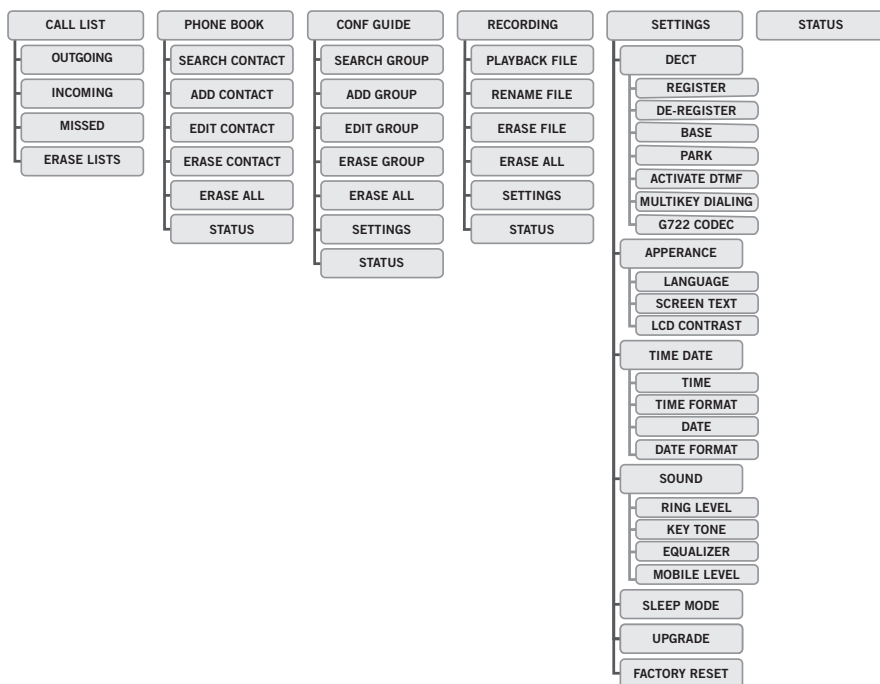 CALL LIST
OUTGOING
INCOMING
MISSED
ERASE LISTS
PHONE BOOK
SEARCH CONTACT
ADD CONTACT
EDIT CONTACT
ERASE CONTACT
ERASE ALL
STATUS
CONF GUIDE
SEARCH GROUP
ADD GROUP
EDIT GROUP
ERASE GROUP
ERASE ALL
SETTINGS
STATUS
RECORDING
PLAYBACK FILE
RENAME FILE
ERASE FILE
ERASE ALL
SETTINGS
STATUS
SETTINGS
DECT
REGISTER
DE-REGISTER
BASE
PARK
ACTIVATE DTMF
MULTIKEY DIALING
G722 CODEC
APPERANCE
LANGUAGE
SCREEN TEXT
LCD CONTRAST
TIME DATE
TIME
TIME FORMAT
DATE
DATE FORMAT
SOUND
RING LEVEL
KEY TONE
EQUALIZER
MOBILE LEVEL
SLEEP MODE
UPGRADE
FACTORY RESET
STATUS